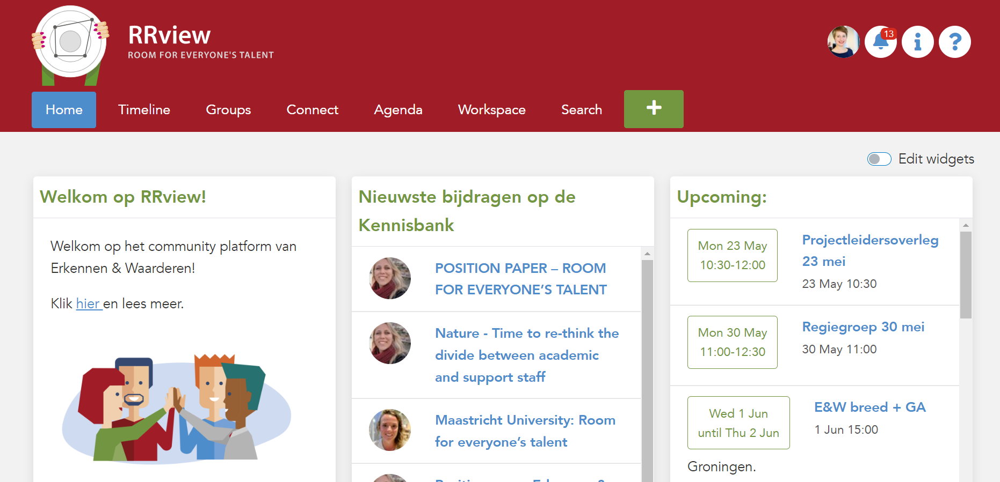 RRview
ROOM FOR EVERYONE'S TALENT
13
Home
Timeline
Groups
Connect
Agenda
Workspace
Search
+
Edit widgets
Welkom op RRview!
Welkom op het community platform van
Erkennen & Waarderen!
Klik hier en lees meer.
Nieuwste bijdragen op de
Kennisbank
POSITION PAPER – ROOM
FOR EVERYONE’S TALENT
Nature - Time to re-think the
divide between academic
and support staff
Maastricht University: Room
for everyone’s talent
Upcoming:
Mon 23 May
10:30-12:00
Projectleidersoverleg
23 mei
23 May 10:30
Mon 30 May
11:00-12:30
Regiegroep 30 mei
30 May 11:00
Wed 1 Jun
until Thu 2 Jun
E&W breed + GA
1 Jun 15:00
Groningen.